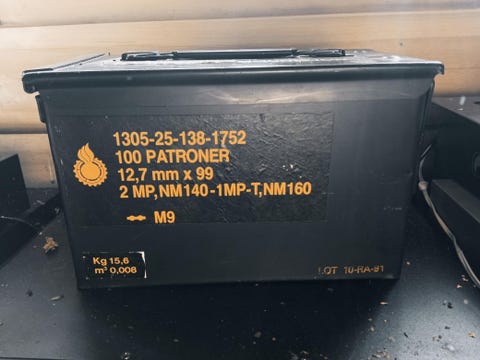 1305-25-138-1752
100 PATRONER
12,7 mm x 99
2 MP,NM140-1MP-T,NM160
M9
Kg 15,6
m³ 0,008
LOT 10-RA-91